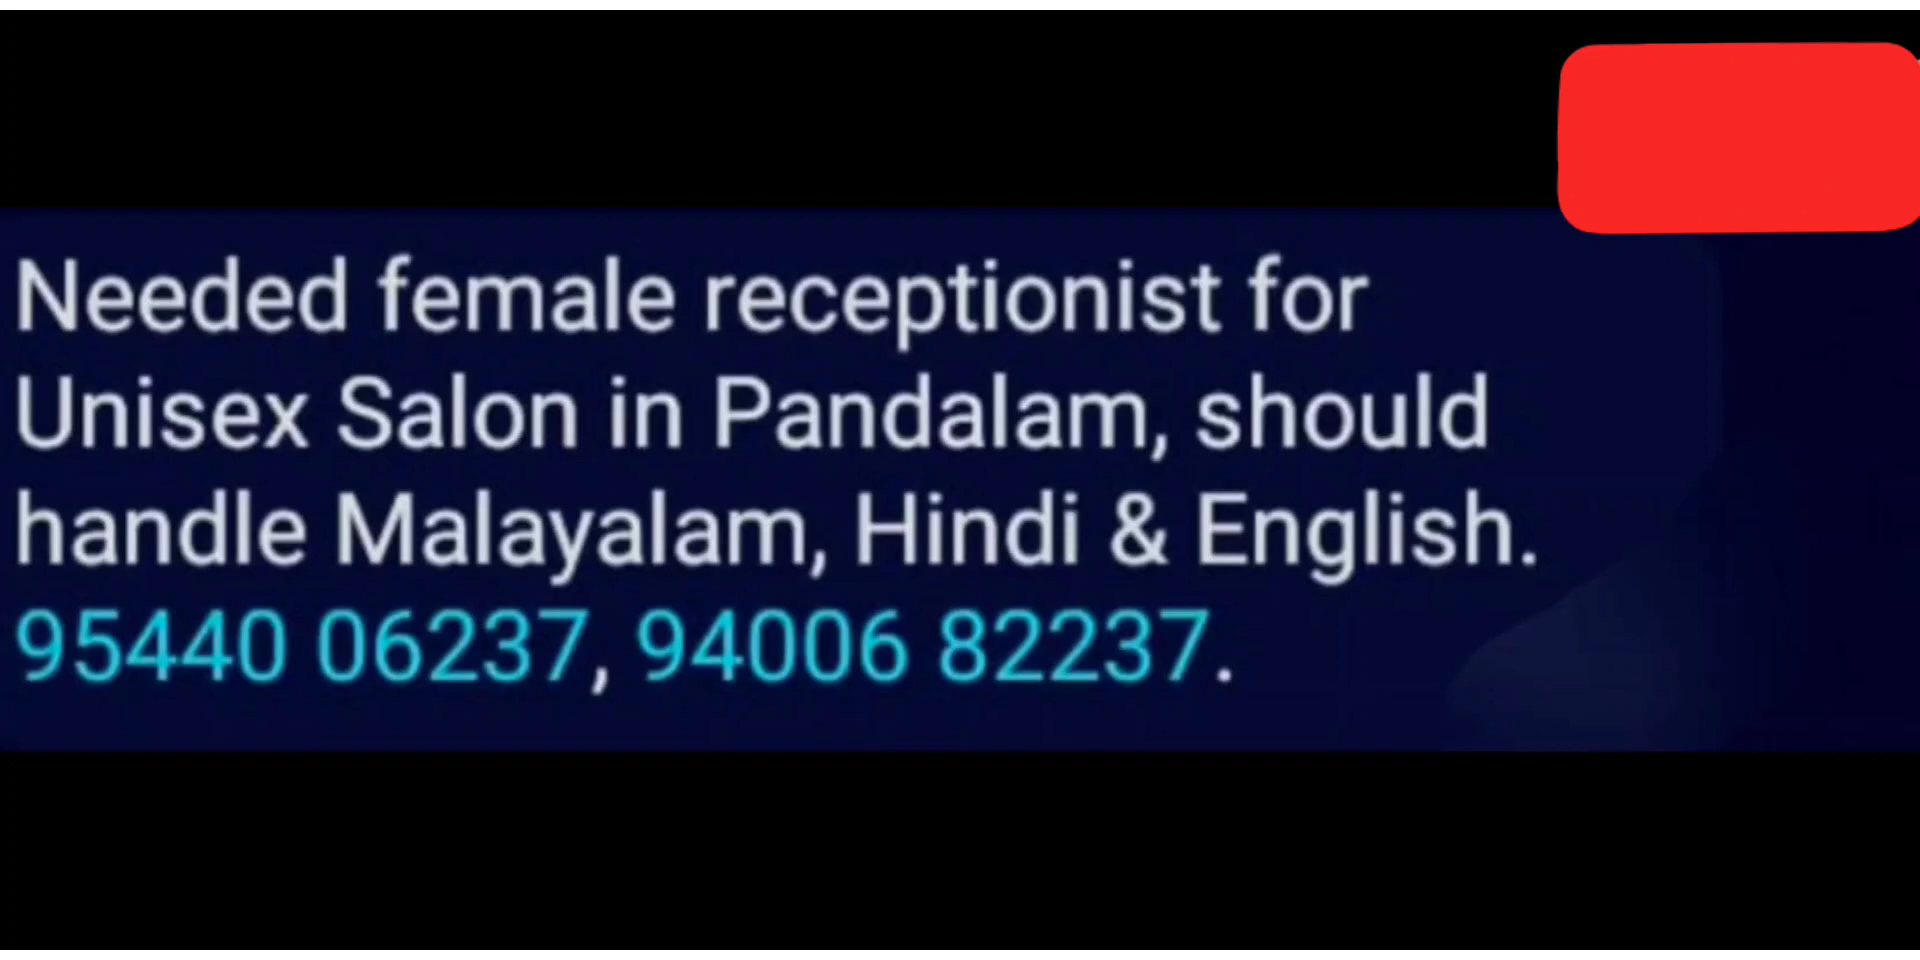 Needed female receptionist for
Unisex Salon in Pandalam, should
handle Malayalam, Hindi & English.
95440 06237, 94006 82237.